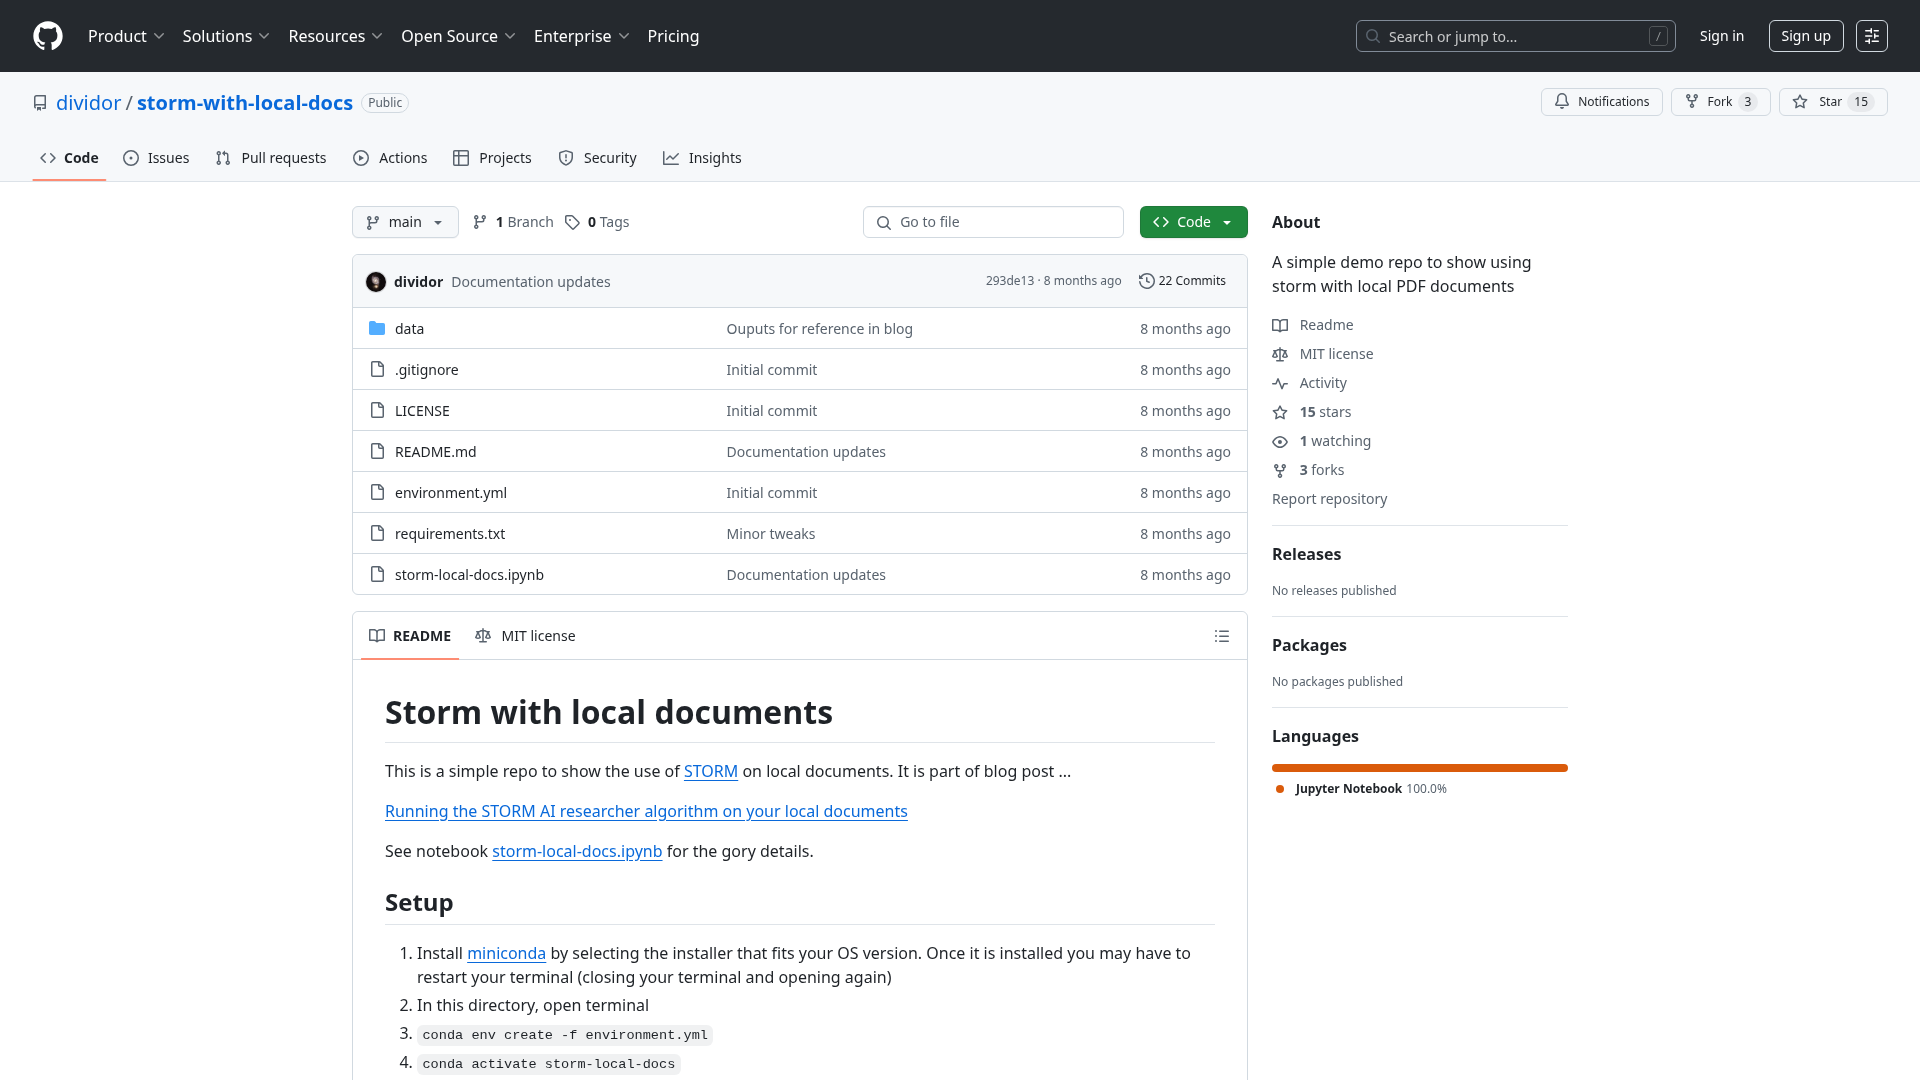 Product Solutions Resources Open Source Enterprise Pricing Search or jump to... / Sign in Sign up
dividor / storm-with-local-docs Public Notifications Fork 3 Star 15
Code Issues Pull requests Actions Projects Security Insights
main 1 Branch 0 Tags Go to file Code
dividor Documentation updates 293de13 · 8 months ago 22 Commits
data Ouputs for reference in blog 8 months ago
.gitignore Initial commit 8 months ago
LICENSE Initial commit 8 months ago
README.md Documentation updates 8 months ago
environment.yml Initial commit 8 months ago
requirements.txt Minor tweaks 8 months ago
storm-local-docs.ipynb Documentation updates 8 months ago
README MIT license
Storm with local documents
This is a simple repo to show the use of STORM on local documents. It is part of blog post ...
Running the STORM AI researcher algorithm on your local documents
See notebook storm-local-docs.ipynb for the gory details.
Setup
1. Install miniconda by selecting the installer that fits your OS version. Once it is installed you may have to
restart your terminal (closing your terminal and opening again)
2. In this directory, open terminal
3. conda env create -f environment.yml
4. conda activate storm-local-docs
About
A simple demo repo to show using
storm with local PDF documents
Readme
MIT license
Activity
15 stars
1 watching
3 forks
Report repository
Releases
No releases published
Packages
No packages published
Languages
Jupyter Notebook 100.0%